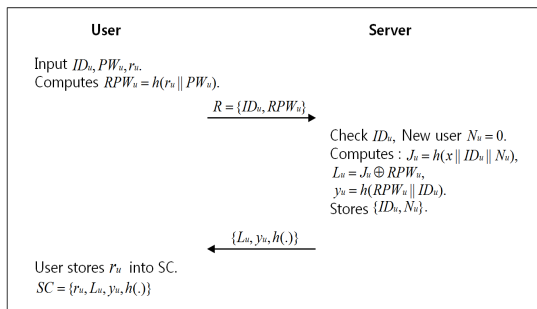 User
Server
Input IDᵤ, PWᵤ, rᵤ.
Computes RPWᵤ = h(rᵤ || PWᵤ).
R = {IDᵤ, RPWᵤ}
Check IDᵤ, New user Nᵤ = 0.
Computes : Jᵤ = h(x || IDᵤ || Nᵤ),
Lᵤ = Jᵤ ⊕ RPWᵤ,
yᵤ = h(RPWᵤ || IDᵤ).
Stores {IDᵤ, Nᵤ}.
{Lᵤ, yᵤ, h(.)}
User stores rᵤ into SC.
SC = {rᵤ, Lᵤ, yᵤ, h(.)}